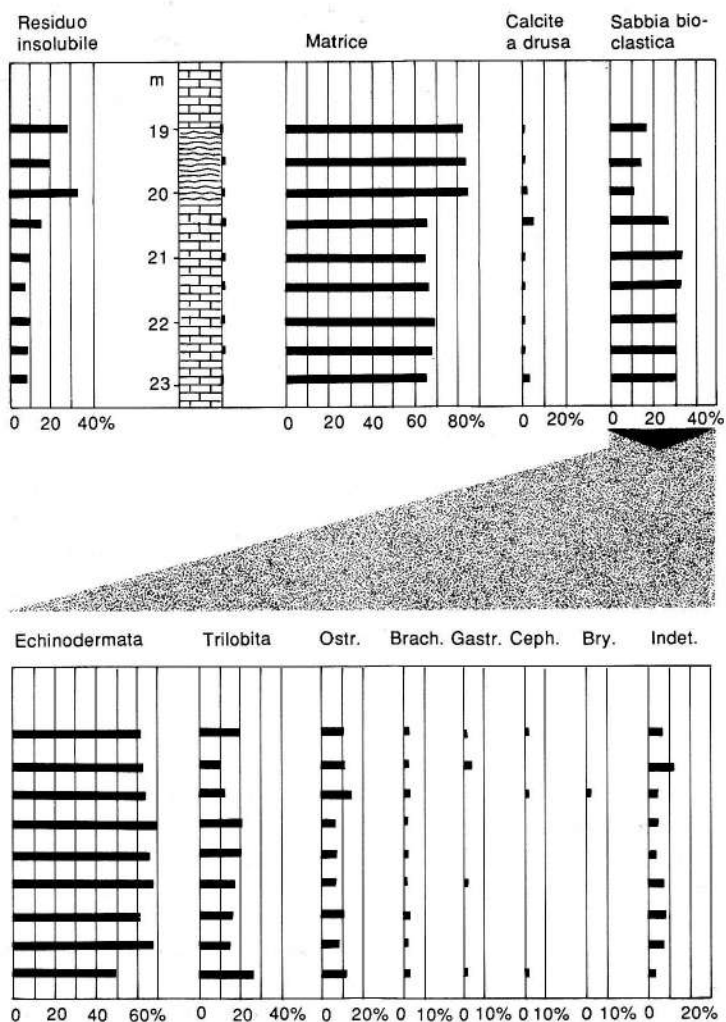 Residuo
insolubile
Matrice
Calcite
a drusa
Sabbia bio-
clastica
m
19
20
21
22
23
0 20 40%
0 20 40 60 80%
0 20%
0 20 40%
Echinodermata Trilobita Ostr. Brach. Gastr. Ceph. Bry. Indet.
0 20 40 60% 0 20 40% 0 20% 0 10% 0 10% 0 10% 0 10% 0 20%